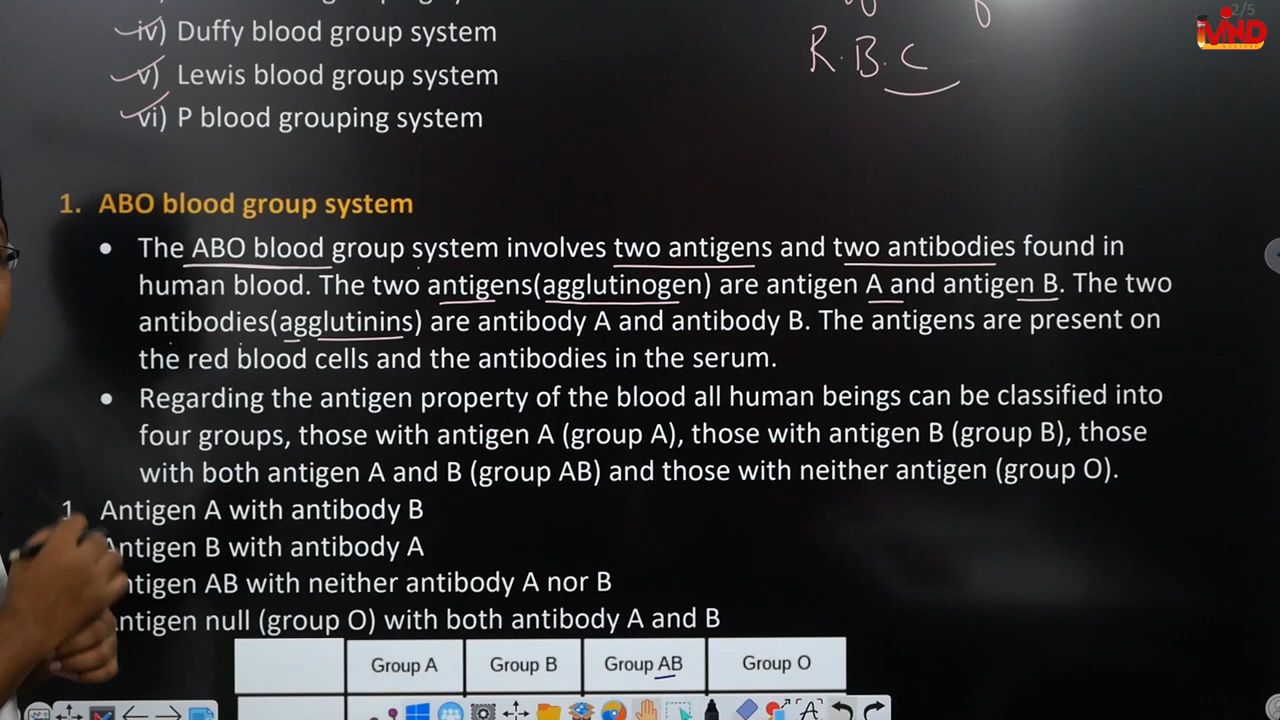 2/5
iMIND
iv) Duffy blood group system
R.B.C
v) Lewis blood group system
vi) P blood grouping system
1. ABO blood group system
• The ABO blood group system involves two antigens and two antibodies found in
human blood. The two antigens(agglutinogen) are antigen A and antigen B. The two
antibodies(agglutinins) are antibody A and antibody B. The antigens are present on
the red blood cells and the antibodies in the serum.
• Regarding the antigen property of the blood all human beings can be classified into
four groups, those with antigen A (group A), those with antigen B (group B), those
with both antigen A and B (group AB) and those with neither antigen (group O).
1 Antigen A with antibody B
Antigen B with antibody A
ntigen AB with neither antibody A nor B
ntigen null (group O) with both antibody A and B
Group A Group B Group AB Group O